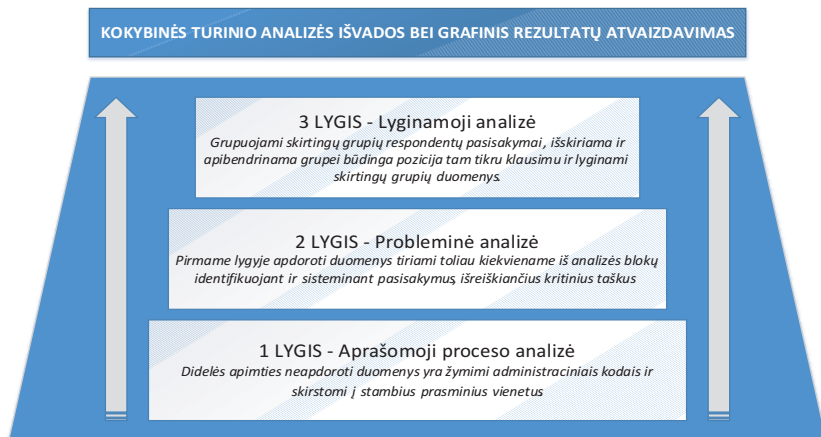 KOKYBINĖS TURINIO ANALIZĖS IŠVADOS BEI GRAFINIS REZULTATŲ ATVAIZDAVIMAS
3 LYGIS - Lyginamoji analizė
Grupuojami skirtingų grupių respondentų pasisakymai, išskiriama ir
apibendrinama grupei būdinga pozicija tam tikru klausimu ir lyginami
skirtingų grupių duomenys.
2 LYGIS - Probleminė analizė
Pirmame lygyje apdoroti duomenys tiriami toliau kiekviename iš analizės blokų
identifikuojant ir sisteminant pasisakymus, išreiškiančius kritinius taškus
1 LYGIS - Aprašomoji proceso analizė
Didelės apimties neapdoroti duomenys yra žymimi administraciniais kodais ir
skirstomi į stambius prasminius vienetus